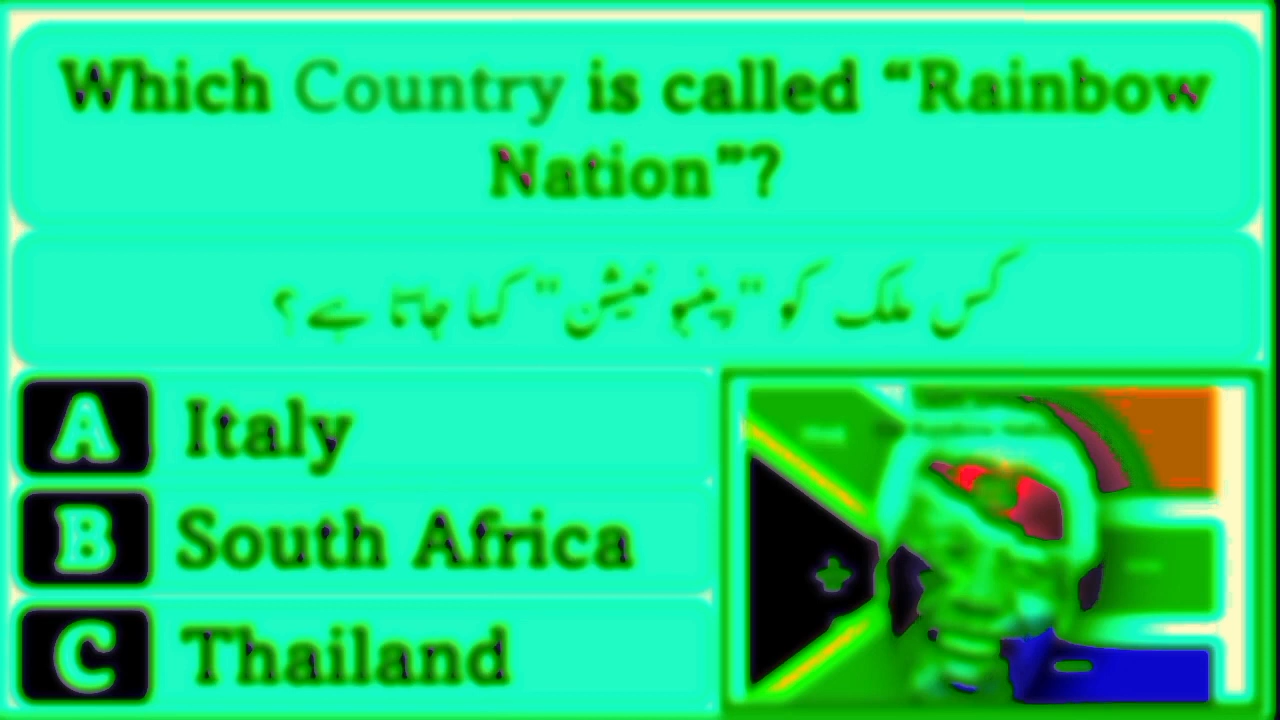 Which Country is called “Rainbow
Nation”?
کس ملک کو "رینبو نیشن" کہا جاتا ہے؟
A Italy
B South Africa
C Thailand